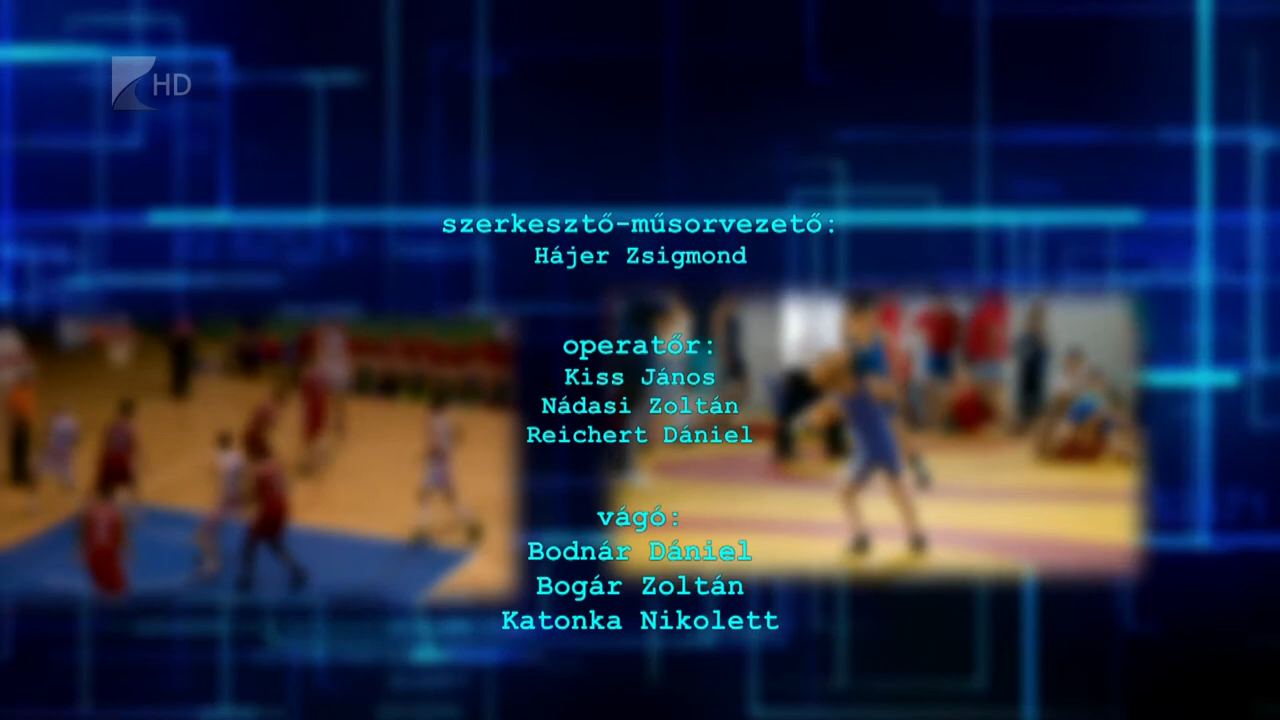 HD
szerkesztő-műsorvezető:
Hájer Zsigmond
operatőr:
Kiss János
Nádasi Zoltán
Reichert Dániel
vágó:
Bodnár Dániel
Bogár Zoltán
Katonka Nikolett